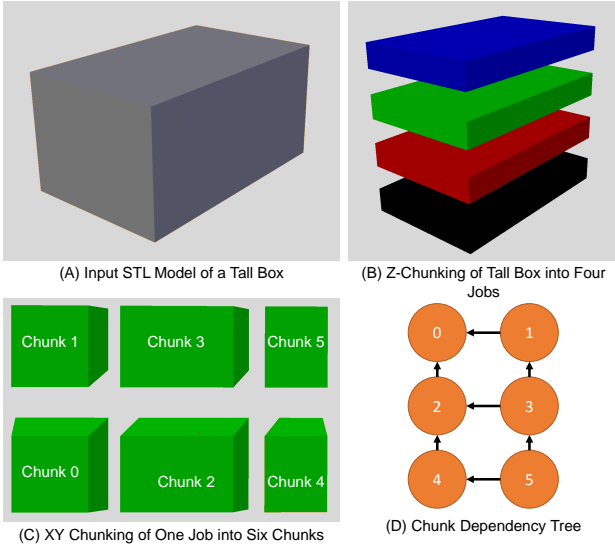 (A) Input STL Model of a Tall Box
(B) Z-Chunking of Tall Box into Four
Jobs
Chunk 1
Chunk 3
Chunk 5
Chunk 0
Chunk 2
Chunk 4
(C) XY Chunking of One Job into Six Chunks
0
1
2
3
4
5
(D) Chunk Dependency Tree